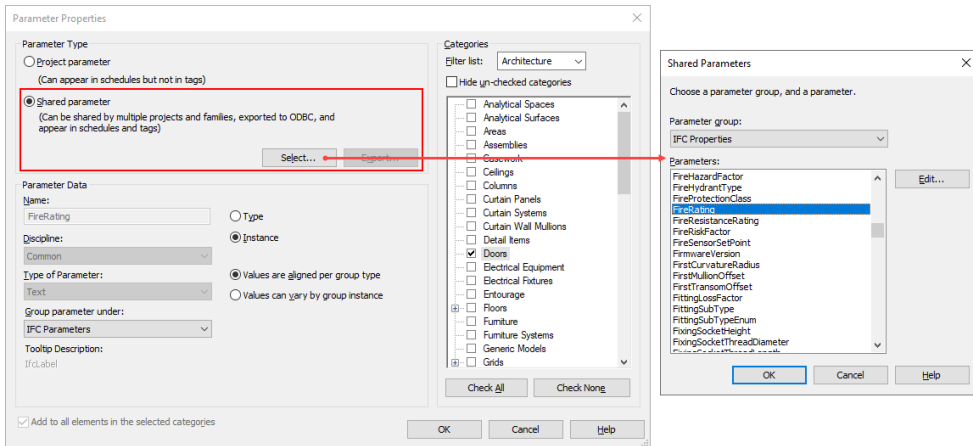 Parameter Properties
Parameter Type
Project parameter
(Can appear in schedules but not in tags)
Shared parameter
(Can be shared by multiple projects and families, exported to ODBC, and
appear in schedules and tags)
Select...
Export...
Parameter Data
Name:
FireRating
Discipline:
Common
Type of Parameter:
Text
Group parameter under:
IFC Parameters
Tooltip Description:
IfcLabel
Type
Instance
Values are aligned per group type
Values can vary by group instance
Add to all elements in the selected categories
Categories
Filter list:
Architecture
Hide un-checked categories
Analytical Spaces
Analytical Surfaces
Areas
Assemblies
Casework
Ceilings
Columns
Curtain Panels
Curtain Systems
Curtain Wall Mullions
Detail Items
Doors
Electrical Equipment
Electrical Fixtures
Entourage
Floors
Furniture
Furniture Systems
Generic Models
Grids
Check All
Check None
OK
Cancel
Help
Shared Parameters
Choose a parameter group, and a parameter.
Parameter group:
IFC Properties
Parameters:
FireHazardFactor
FireHydrantType
FireProtectionClass
FireRating
FireResistanceRating
FireRiskFactor
FireSensorSetPoint
FirmwareVersion
FirstCurvatureRadius
FirstMullionOffset
FirstTransomOffset
FittingLossFactor
FittingSubType
FittingSubTypeEnum
FixingSocketHeight
FixingSocketThreadDiameter
FixingSocketThreadLength
Edit...
OK
Cancel
Help